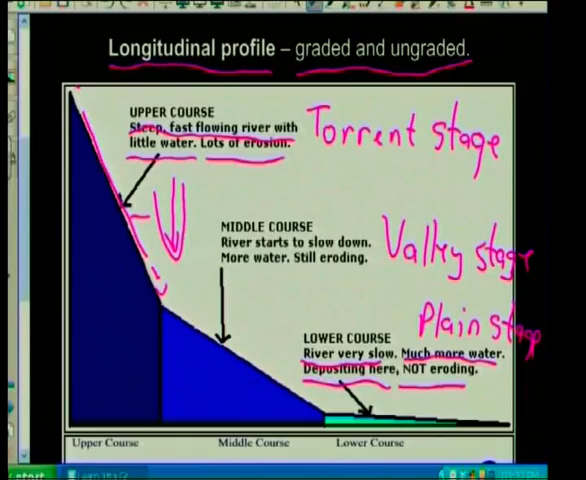 Longitudinal profile – graded and ungraded.
UPPER COURSE
Steep, fast flowing river with
little water. Lots of erosion.
Torrent stage
MIDDLE COURSE
River starts to slow down.
More water. Still eroding.
Valley stage
Plain stage
LOWER COURSE
River very slow. Much more water.
Depositing here, NOT eroding.
Upper Course Middle Course Lower Course
start